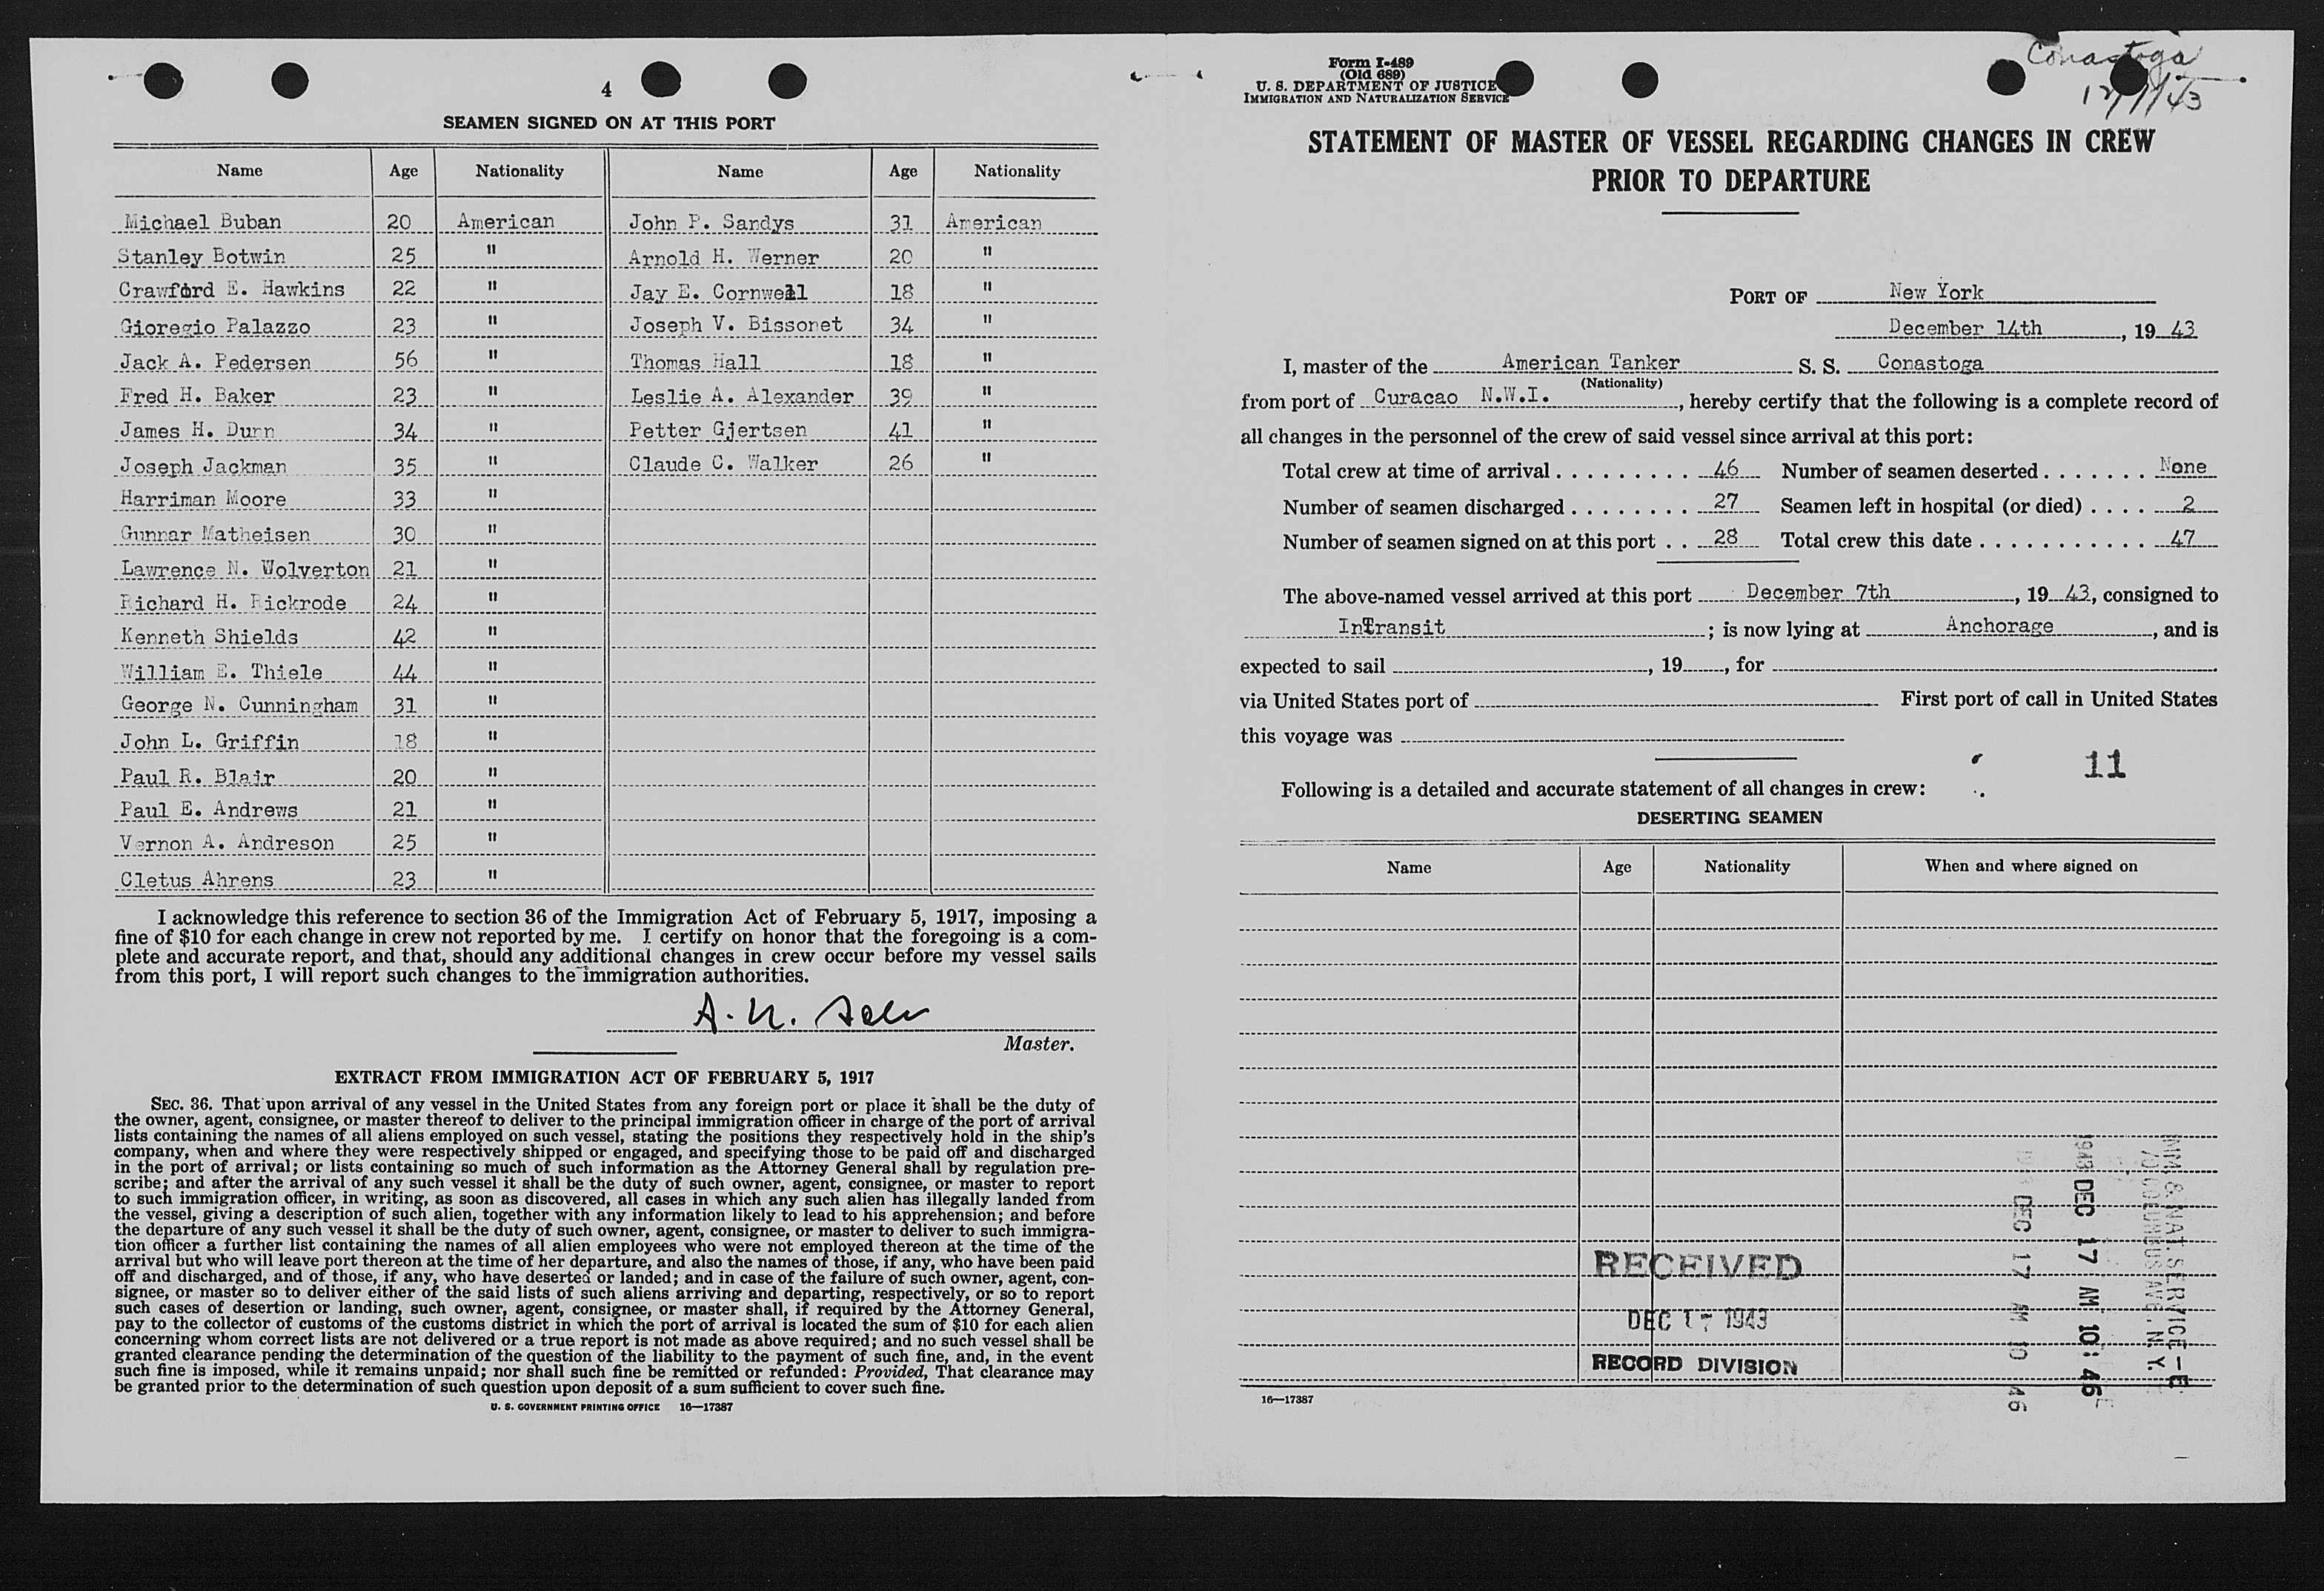 4
SEAMEN SIGNED ON AT THIS PORT
Name Age Nationality Name Age Nationality
Michael Buban 20 American John P. Sandys 31 American
Stanley Botwin 25 " Arnold H. Werner 20 "
Crawford E. Hawkins 22 " Jay E. Cornwell 18 "
Gioregio Palazzo 23 " Joseph V. Bissonet 34 "
Jack A. Pedersen 56 " Thomas Hall 18 "
Fred H. Baker 23 " Leslie A. Alexander 39 "
James H. Dunn 34 " Petter Gjertsen 41 "
Joseph Jackman 35 " Claude C. Walker 26 "
Harriman Moore 33 "
Gunnar Matheisen 30 "
Lawrence N. Wolverton 21 "
Richard H. Rickrode 24 "
Kenneth Shields 42 "
William E. Thiele 44 "
George N. Cunningham 31 "
John L. Griffin 18 "
Paul R. Blair 20 "
Paul E. Andrews 21 "
Vernon A. Andreson 25 "
Cletus Ahrens 23 "
I acknowledge this reference to section 36 of the Immigration Act of February 5, 1917, imposing a
fine of $10 for each change in crew not reported by me. I certify on honor that the foregoing is a com-
plete and accurate report, and that, should any additional changes in crew occur before my vessel sails
from this port, I will report such changes to the immigration authorities.
A. N.
Master.
EXTRACT FROM IMMIGRATION ACT OF FEBRUARY 5, 1917
SEC. 36. That upon arrival of any vessel in the United States from any foreign port or place it shall be the duty of
the owner, agent, consignee, or master thereof to deliver to the principal immigration officer in charge of the port of arrival
lists containing the names of all aliens employed on such vessel, stating the positions they respectively hold in the ship's
company, when and where they were respectively shipped or engaged, and specifying those to be paid off and discharged
in the port of arrival; or lists containing so much of such information as the Attorney General shall by regulation pre-
scribe; and after the arrival of any such vessel it shall be the duty of such owner, agent, consignee, or master to report
to such immigration officer, in writing, as soon as discovered, all cases in which any such alien has illegally landed from
the vessel, giving a description of such alien, together with any information likely to lead to his apprehension; and before
the departure of any such vessel it shall be the duty of such owner, agent, consignee, or master to deliver to such immigra-
tion officer a further list containing the names of all alien employees who were not employed thereon at the time of the
arrival but who will leave port thereon at the time of her departure, and also the names of those, if any, who have been paid
off and discharged, and of those, if any, who have deserted or landed; and in case of the failure of such owner, agent, con-
signee, or master so to deliver either of the said lists of such aliens arriving and departing, respectively, or so to report
such cases of desertion or landing, such owner, agent, consignee, or master shall, if required by the Attorney General,
pay to the collector of customs of the customs district in which the port of arrival is located the sum of $10 for each alien
concerning whom correct lists are not delivered or a true report is not made as above required; and no such vessel shall be
granted clearance pending the determination of the question of the liability to the payment of such fine, and, in the event
such fine is imposed, while it remains unpaid; nor shall such fine be remitted or refunded: Provided, That clearance may
be granted prior to the determination of such question upon deposit of a sum sufficient to cover such fine.
U. S. GOVERNMENT PRINTING OFFICE 16—17387
Conastoga
12/7/43
Form I-489
(Old 689)
U. S. DEPARTMENT OF JUSTICE
IMMIGRATION AND NATURALIZATION SERVICE
STATEMENT OF MASTER OF VESSEL REGARDING CHANGES IN CREW
PRIOR TO DEPARTURE
PORT OF New York
December 14th, 19 43
I, master of the American Tanker S. S. Conastoga
(Nationality)
from port of Curacao N.W.I., hereby certify that the following is a complete record of
all changes in the personnel of the crew of said vessel since arrival at this port:
Total crew at time of arrival . . . . . . . . . 46 Number of seamen deserted . . . . . . . None
Number of seamen discharged . . . . . . . . 27 Seamen left in hospital (or died) . . . . 2
Number of seamen signed on at this port . . 28 Total crew this date . . . . . . . . . . . 47
The above-named vessel arrived at this port December 7th, 19 43, consigned to
InTransit; is now lying at Anchorage, and is
expected to sail , 19 , for .
via United States port of First port of call in United States
this voyage was
11
Following is a detailed and accurate statement of all changes in crew:
DESERTING SEAMEN
Name Age Nationality When and where signed on
RECEIVED
DEC 17 1943
RECORD DIVISION
DEC 17 AM 10 46
1943 DEC 17 AM 10:46
IMM & NAT. SERVICE-E
70 COLUMBUS AVE. N.Y.
16—17387